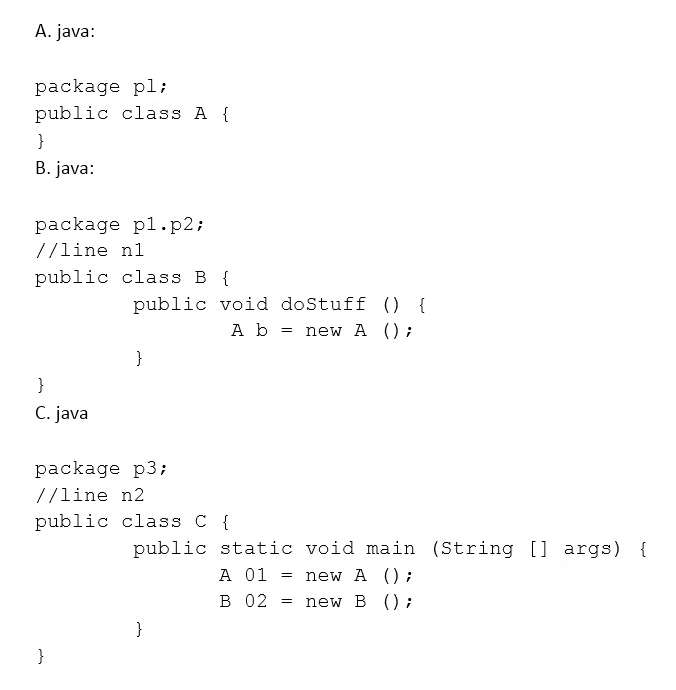 A. java:
package pl;
public class A {
}
B. java:
package p1.p2;
//line n1
public class B {
public void doStuff () {
A b = new A ();
}
}
C. java
package p3;
//line n2
public class C {
public static void main (String [] args) {
A 01 = new A ();
B 02 = new B ();
}
}